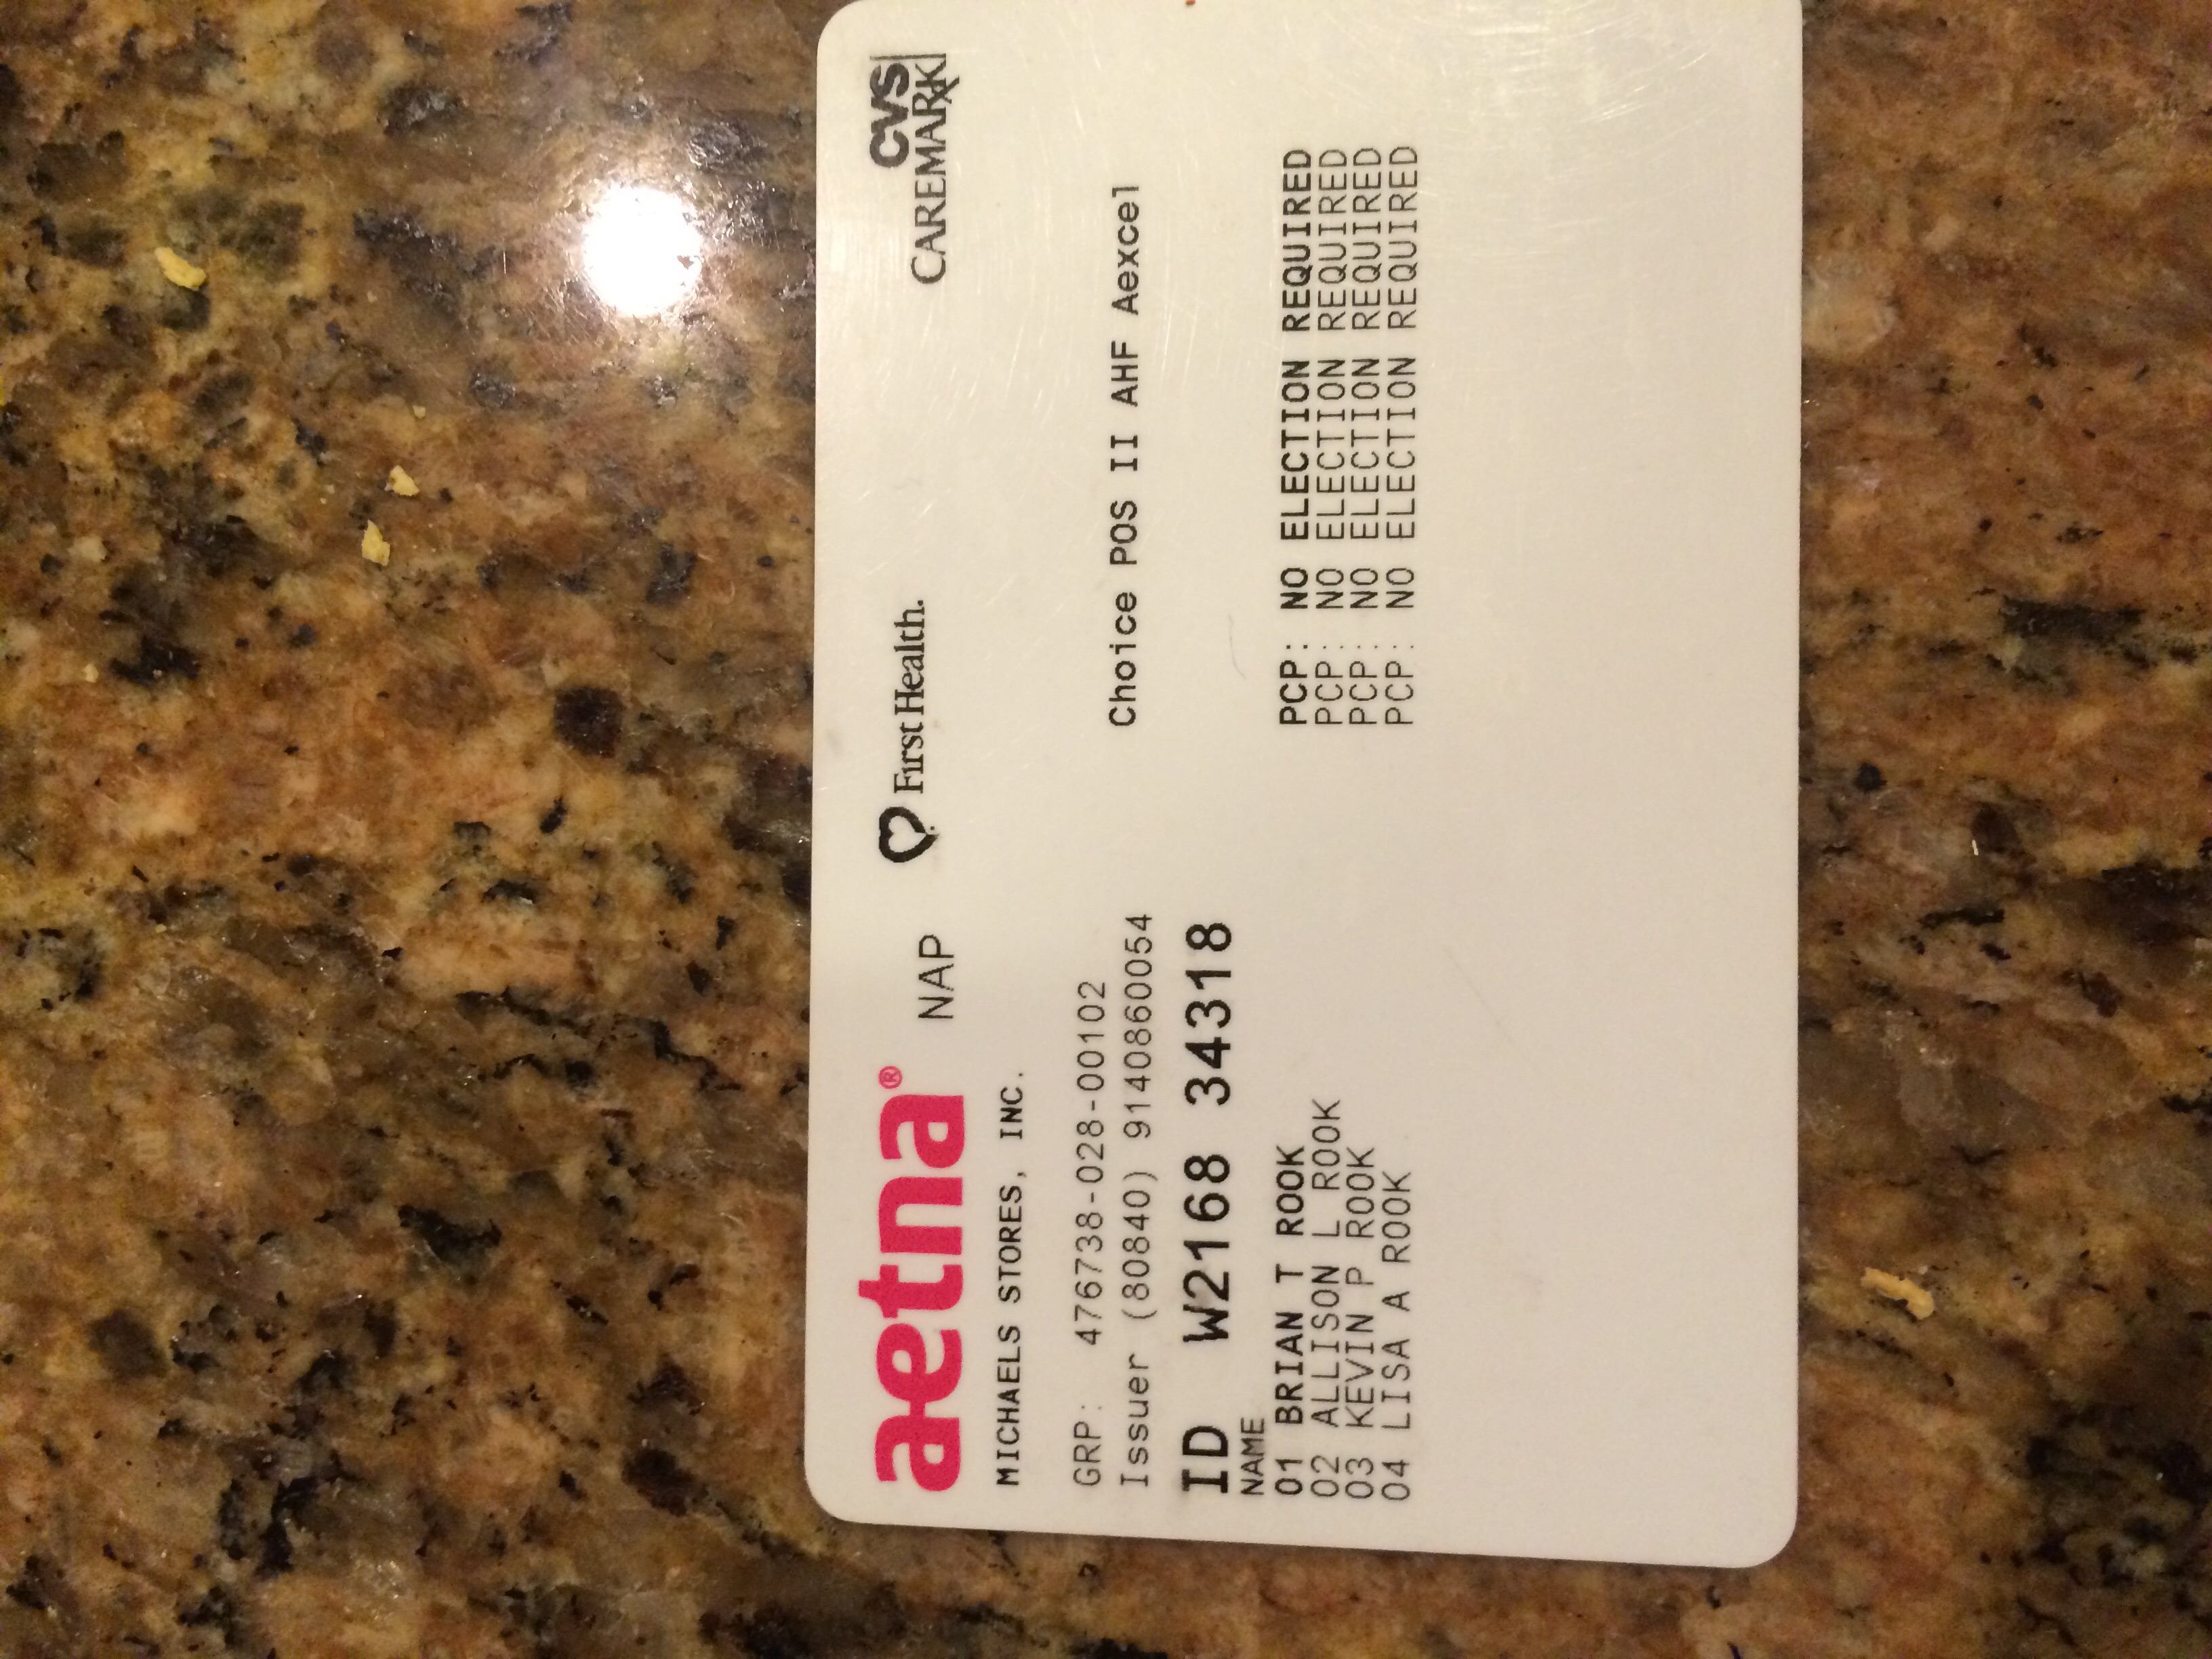 aetna® NAP First Health. CVS CAREMARK
MICHAELS STORES, INC.
GRP: 476738-028-00102
Issuer (80840) 9140860054
Choice POS II AHF Aexcel
ID W2168 34318
NAME
01 BRIAN T ROOK PCP: NO ELECTION REQUIRED
02 ALLISON L ROOK PCP: NO ELECTION REQUIRED
03 KEVIN P ROOK PCP: NO ELECTION REQUIRED
04 LISA A ROOK PCP: NO ELECTION REQUIRED